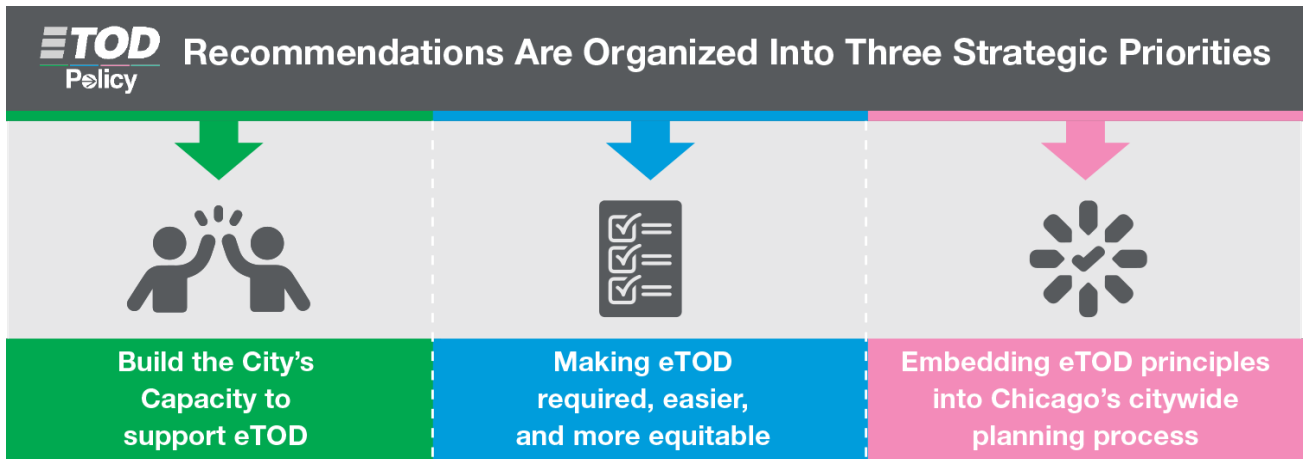 ETOD
Policy
Recommendations Are Organized Into Three Strategic Priorities
Build the City’s
Capacity to
support eTOD
Making eTOD
required, easier,
and more equitable
Embedding eTOD principles
into Chicago’s citywide
planning process